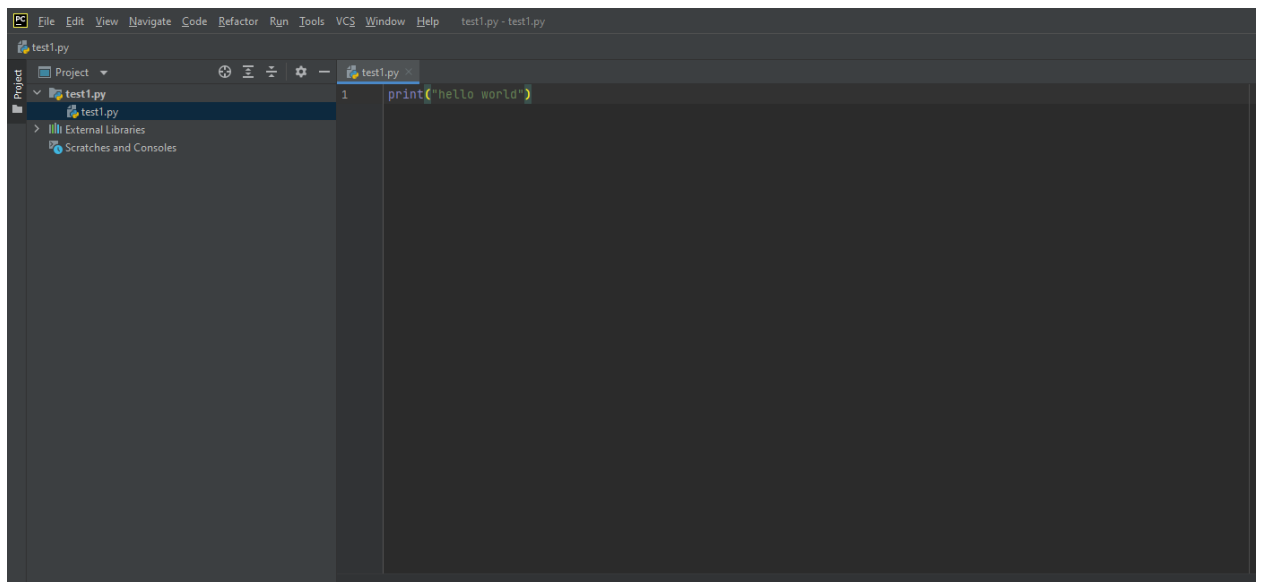 PC File Edit View Navigate Code Refactor Run Tools VCS Window Help test1.py - test1.py
test1.py
Project
Project
test1.py
test1.py
test1.py
External Libraries
Scratches and Consoles
1 print("hello world")